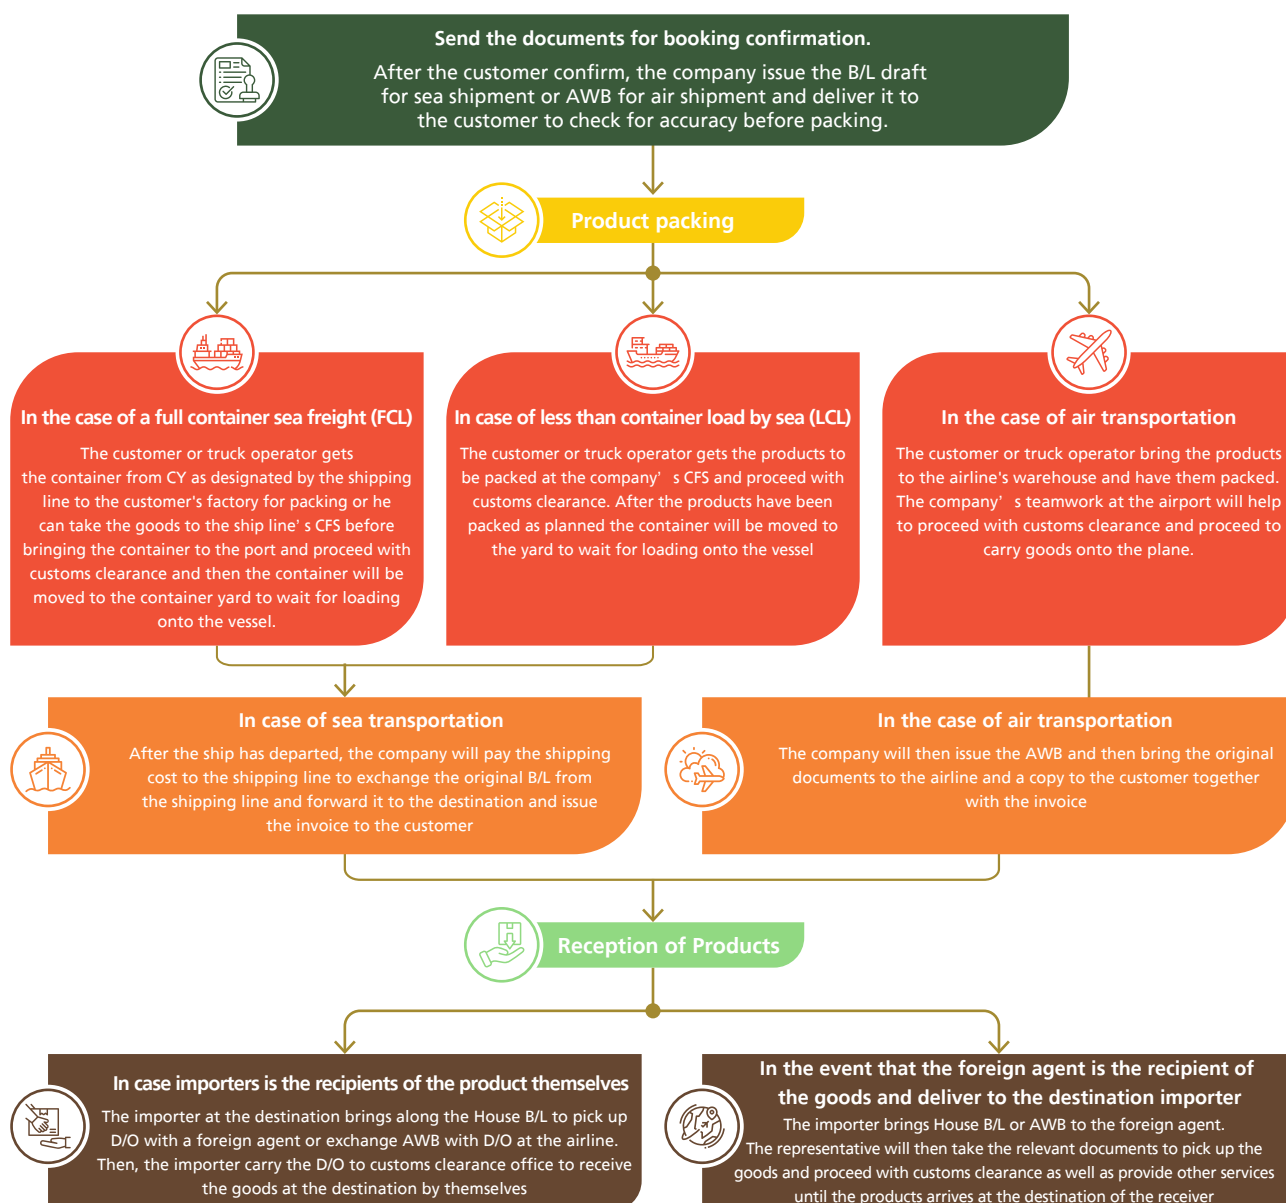 Send the documents for booking confirmation.
After the customer confirm, the company issue the B/L draft
for sea shipment or AWB for air shipment and deliver it to
the customer to check for accuracy before packing.
Product packing
In the case of a full container sea freight (FCL)
The customer or truck operator gets
the container from CY as designated by the shipping
line to the customer's factory for packing or he
can take the goods to the ship line’ s CFS before
bringing the container to the port and proceed with
customs clearance and then the container will be
moved to the container yard to wait for loading
onto the vessel.
In case of less than container load by sea (LCL)
The customer or truck operator gets the products to
be packed at the company’ s CFS and proceed with
customs clearance. After the products have been
packed as planned the container will be moved to
the yard to wait for loading onto the vessel
In the case of air transportation
The customer or truck operator bring the products
to the airline's warehouse and have them packed.
The company’ s teamwork at the airport will help
to proceed with customs clearance and proceed to
carry goods onto the plane.
In case of sea transportation
After the ship has departed, the company will pay the shipping
cost to the shipping line to exchange the original B/L from
the shipping line and forward it to the destination and issue
the invoice to the customer
In the case of air transportation
The company will then issue the AWB and then bring the original
documents to the airline and a copy to the customer together
with the invoice
Reception of Products
In case importers is the recipients of the product themselves
The importer at the destination brings along the House B/L to pick up
D/O with a foreign agent or exchange AWB with D/O at the airline.
Then, the importer carry the D/O to customs clearance office to receive
the goods at the destination by themselves
In the event that the foreign agent is the recipient of
the goods and deliver to the destination importer
The importer brings House B/L or AWB to the foreign agent.
The representative will then take the relevant documents to pick up the
goods and proceed with customs clearance as well as provide other services
until the products arrives at the destination of the receiver